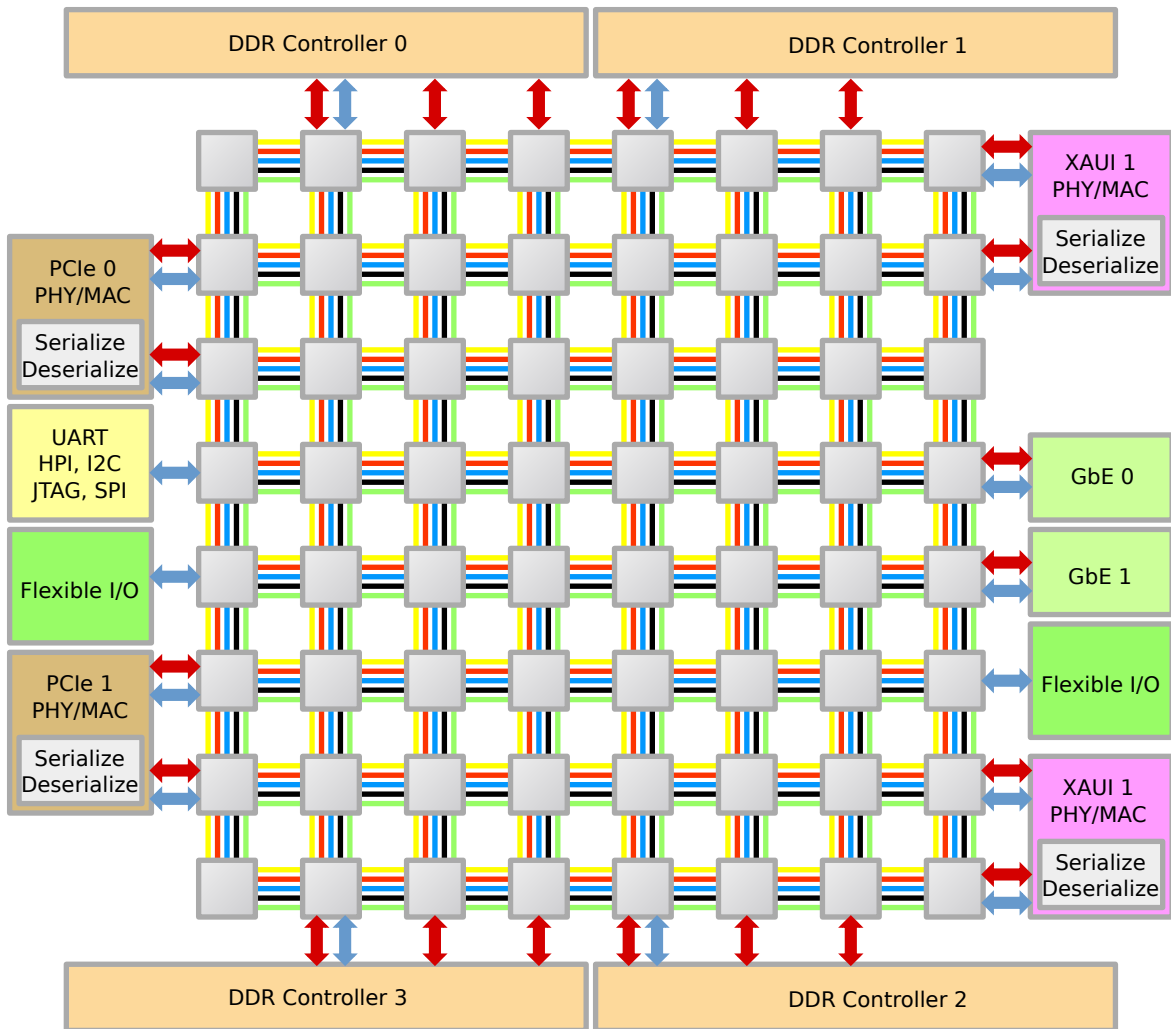 DDR Controller 0
DDR Controller 1
XAUI 1
PHY/MAC
Serialize
Deserialize
PCIe 0
PHY/MAC
Serialize
Deserialize
UART
HPI, I2C
JTAG, SPI
GbE 0
Flexible I/O
GbE 1
PCIe 1
PHY/MAC
Serialize
Deserialize
Flexible I/O
XAUI 1
PHY/MAC
Serialize
Deserialize
DDR Controller 3
DDR Controller 2